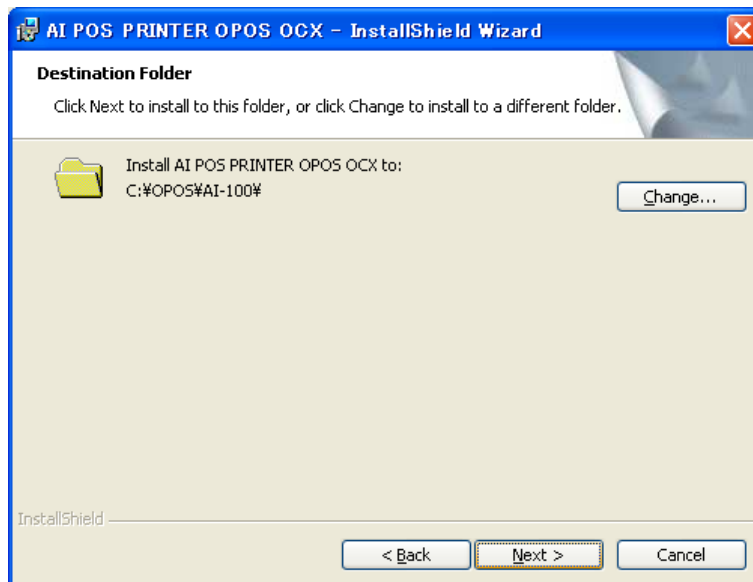 AI POS PRINTER OPOS OCX - InstallShield Wizard
Destination Folder
Click Next to install to this folder, or click Change to install to a different folder.
Install AI POS PRINTER OPOS OCX to:
C:¥OPOS¥AI-100¥
Change...
InstallShield
< Back
Next >
Cancel